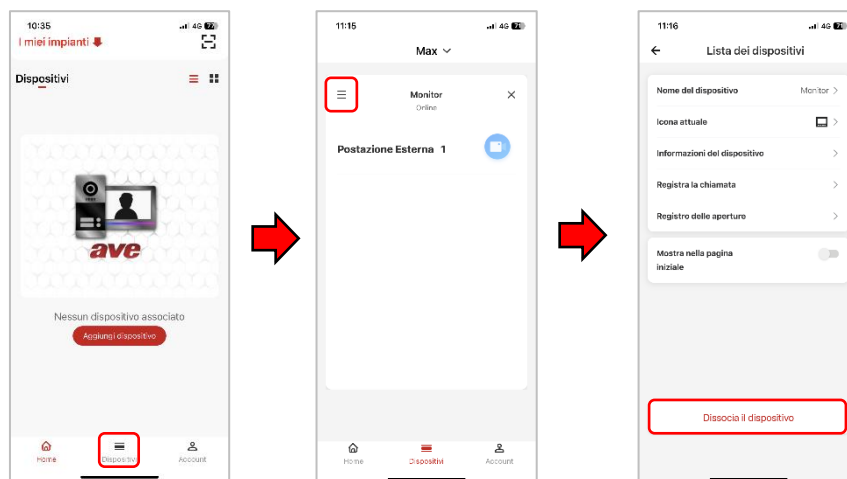 10:35
4G
I miei impianti
Dispositivi
ave
Nessun dispositivo associato
Aggiungi dispositivo
Home
Dispositivi
Account
11:15
4G
Max
Monitor
Online
Postazione Esterna 1
Home
Dispositivi
Account
11:16
4G
Lista dei dispositivi
Nome del dispositivo
Monitor
Icona attuale
Informazioni del dispositivo
Registra la chiamata
Registro delle aperture
Mostra nella pagina
iniziale
Dissocia il dispositivo